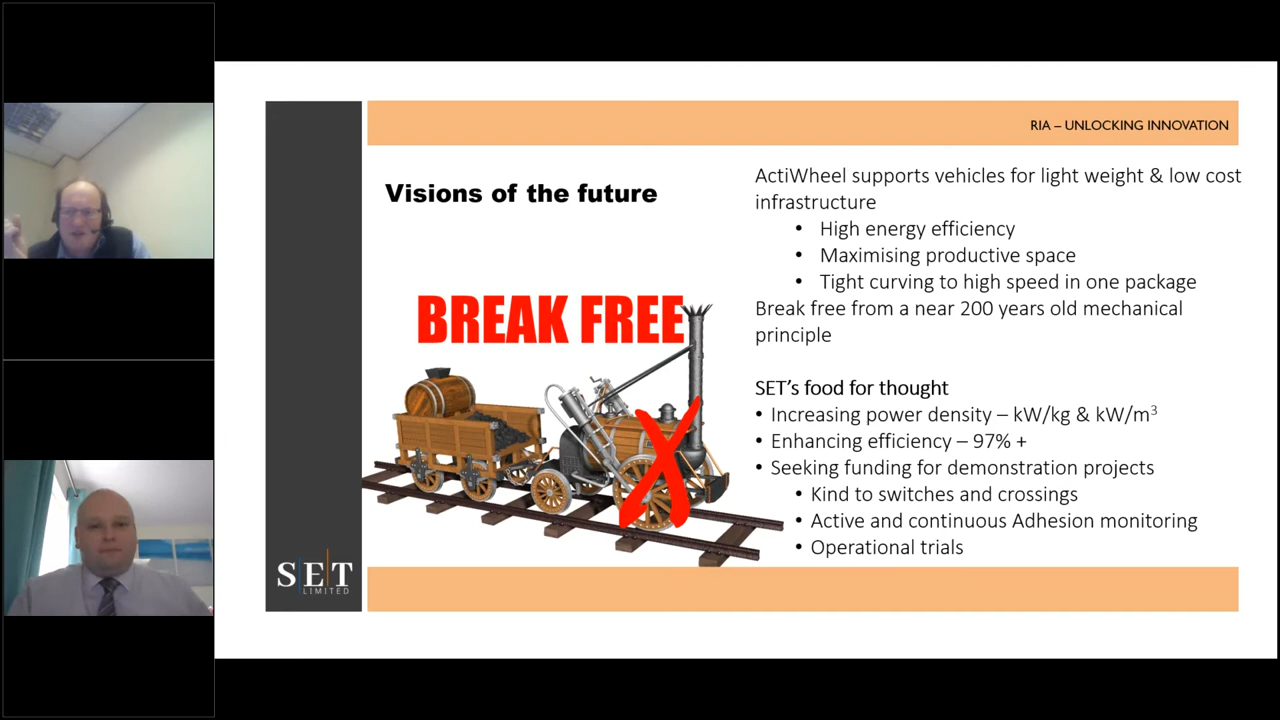 RIA – UNLOCKING INNOVATION
Visions of the future
BREAK FREE
ActiWheel supports vehicles for light weight & low cost
infrastructure
• High energy efficiency
• Maximising productive space
• Tight curving to high speed in one package
Break free from a near 200 years old mechanical
principle
SET's food for thought
• Increasing power density – kW/kg & kW/m³
• Enhancing efficiency – 97% +
• Seeking funding for demonstration projects
• Kind to switches and crossings
• Active and continuous Adhesion monitoring
• Operational trials
SET
LIMITED